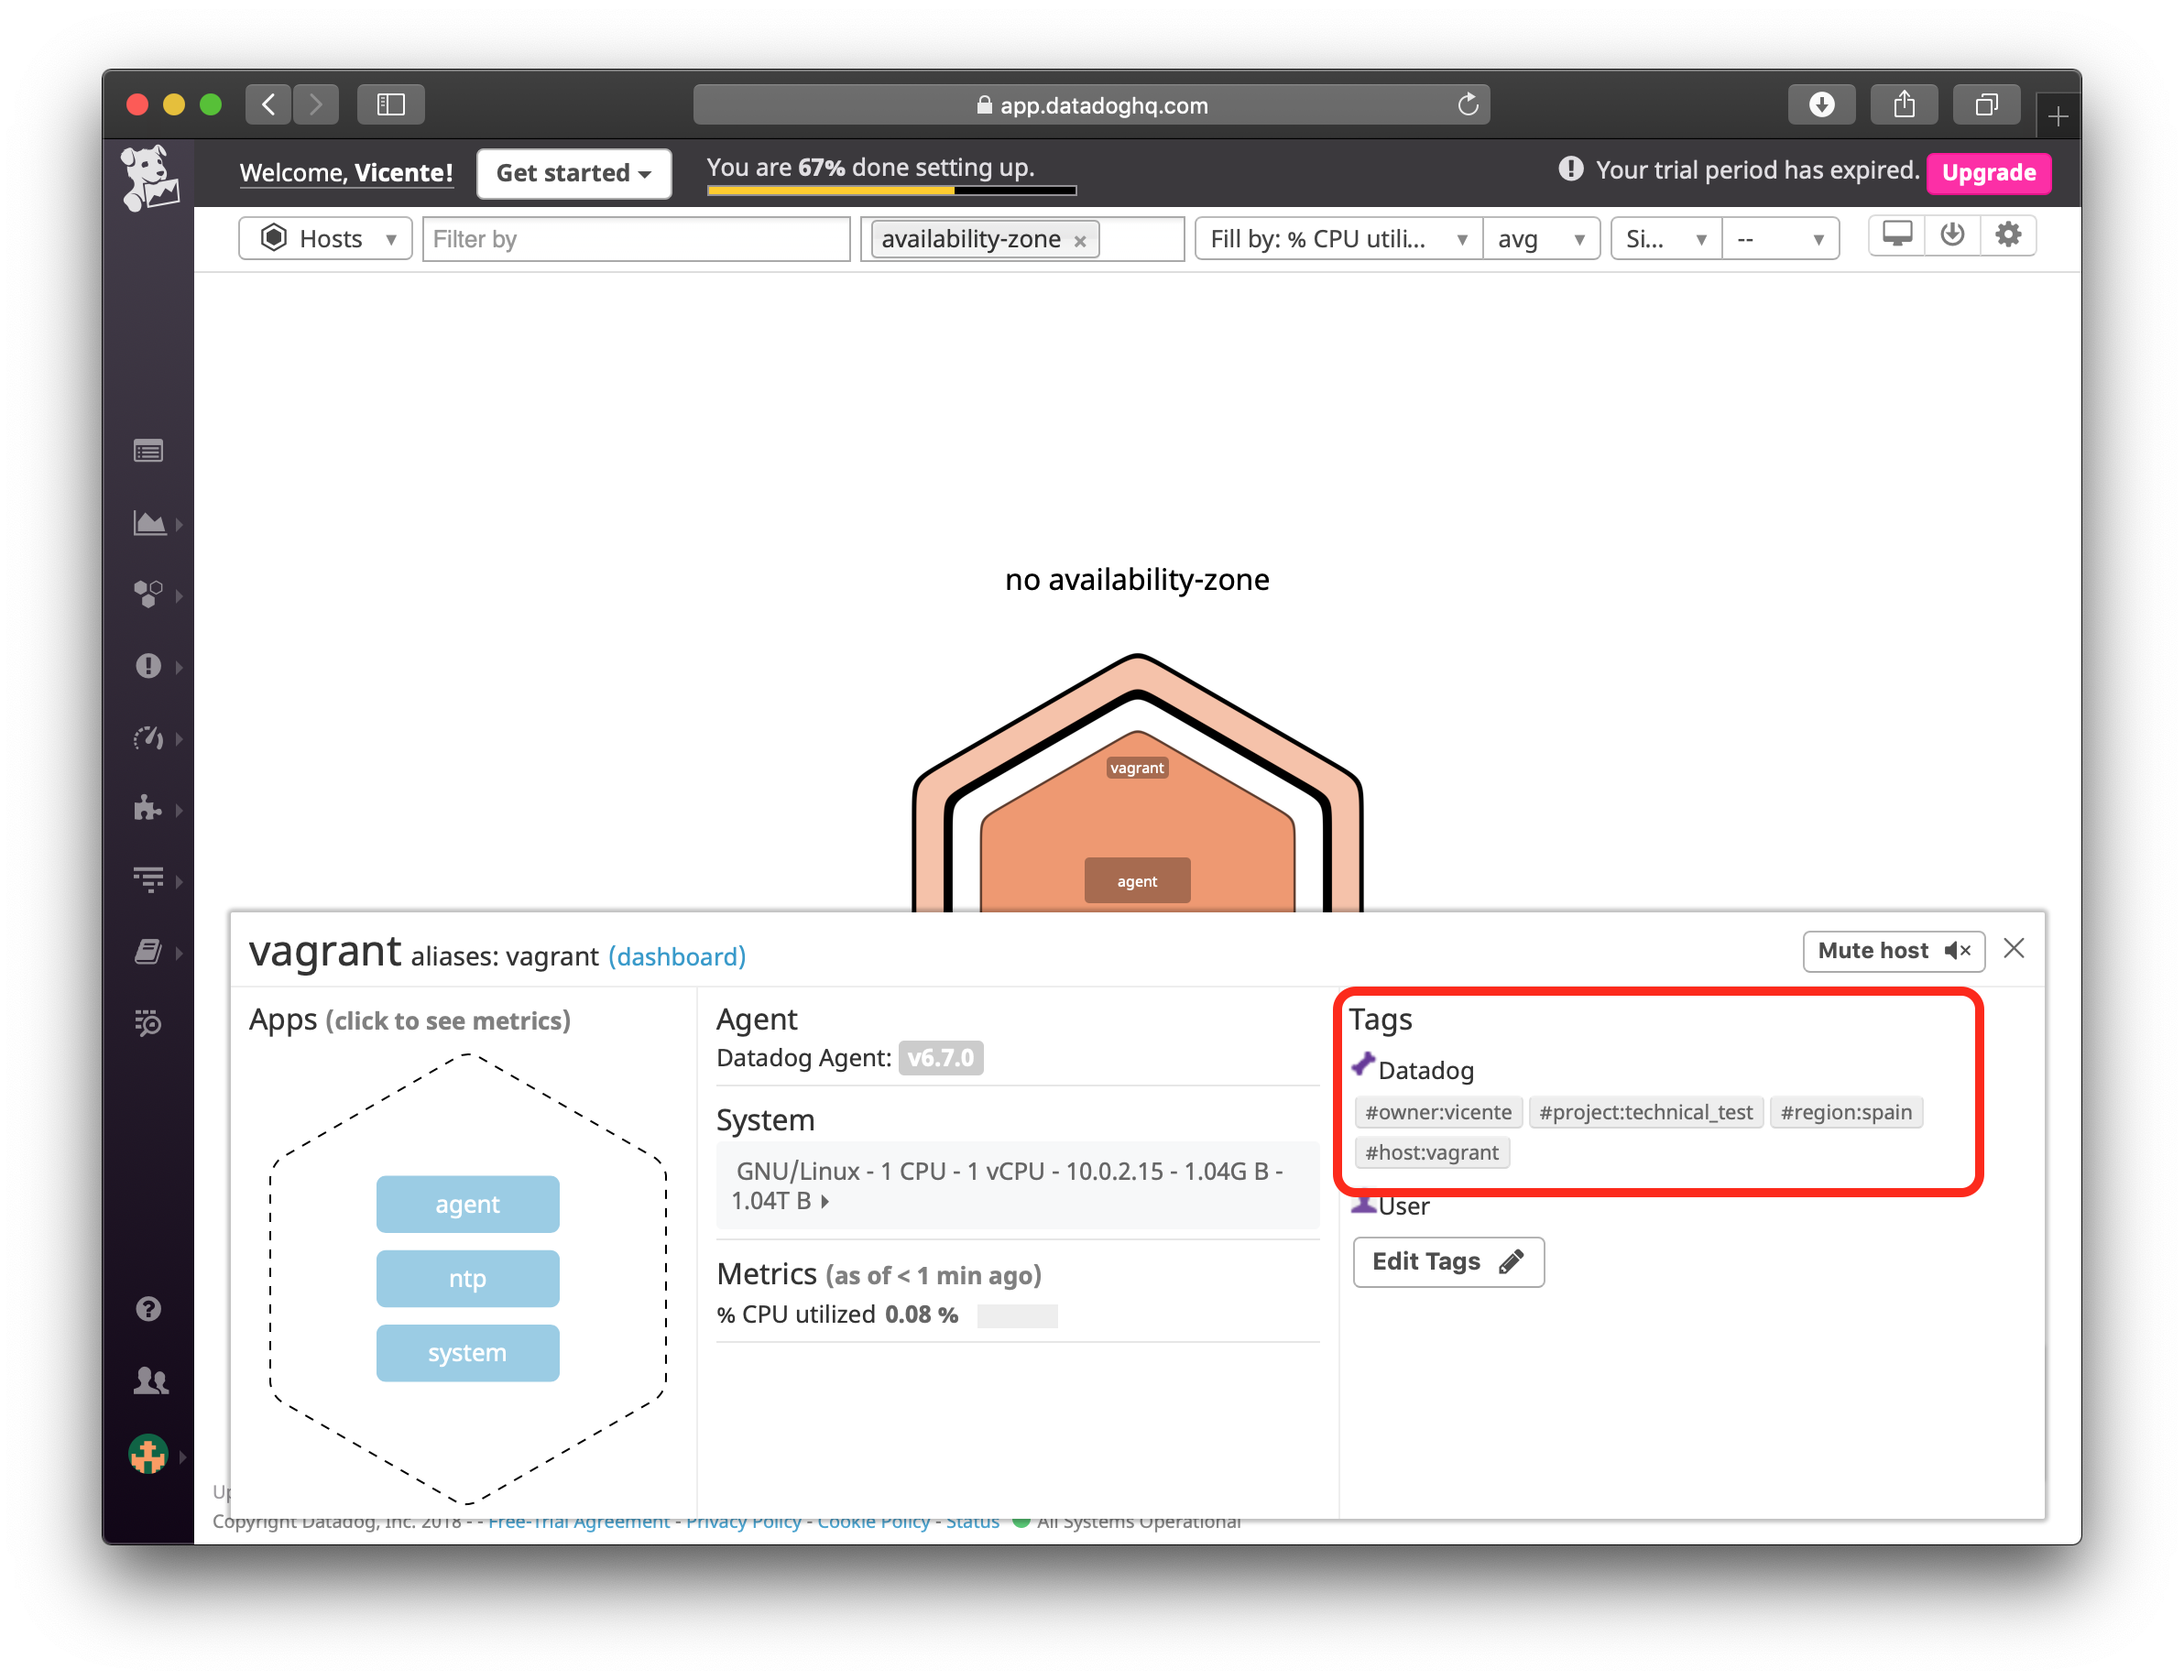 app.datadoghq.com
Welcome, Vicente!
Get started
You are 67% done setting up.
Your trial period has expired.
Upgrade
Hosts
Filter by
availability-zone ×
Fill by: % CPU utili...
avg
Si...
--
no availability-zone
vagrant
agent
vagrant aliases: vagrant (dashboard)
Mute host
Apps (click to see metrics)
agent
ntp
system
Agent
Datadog Agent: v6.7.0
System
GNU/Linux - 1 CPU - 1 vCPU - 10.0.2.15 - 1.04G B -
1.04T B
Metrics (as of < 1 min ago)
% CPU utilized 0.08 %
Tags
Datadog
#owner:vicente #project:technical_test #region:spain
#host:vagrant
User
Edit Tags
Copyright Datadog, Inc. 2018 - - Free-Trial Agreement - Privacy Policy - Cookie Policy - Status All Systems Operational